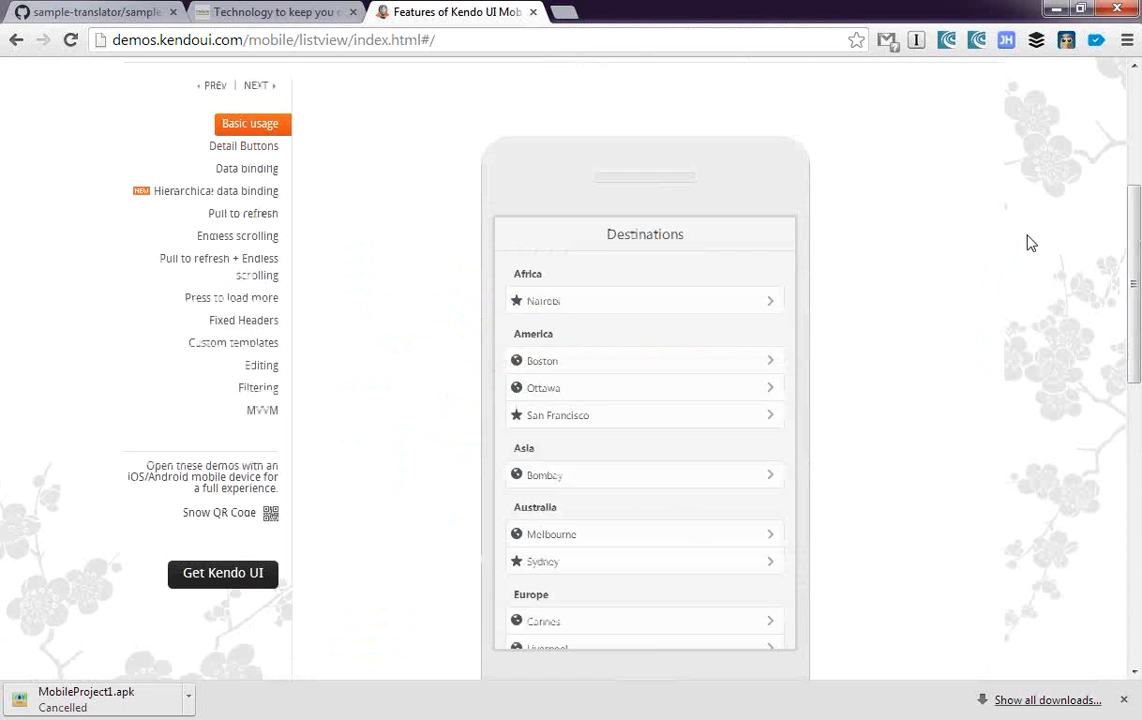 sample-translator/sample
Technology to keep you c
Features of Kendo UI Mob
demos.kendoui.com/mobile/listview/index.html#/
‹ PREV | NEXT ›
Basic usage
Detail Buttons
Data binding
NEW Hierarchical data binding
Pull to refresh
Endless scrolling
Pull to refresh + Endless
scrolling
Press to load more
Fixed Headers
Custom templates
Editing
Filtering
MVVM
Open these demos with an
iOS/Android mobile device for
a full experience.
Show QR Code
Get Kendo UI
Destinations
Africa
Nairobi
America
Boston
Ottawa
San Francisco
Asia
Bombay
Australia
Melbourne
Sydney
Europe
Cannes
Liverpool
MobileProject1.apk
Cancelled
Show all downloads...